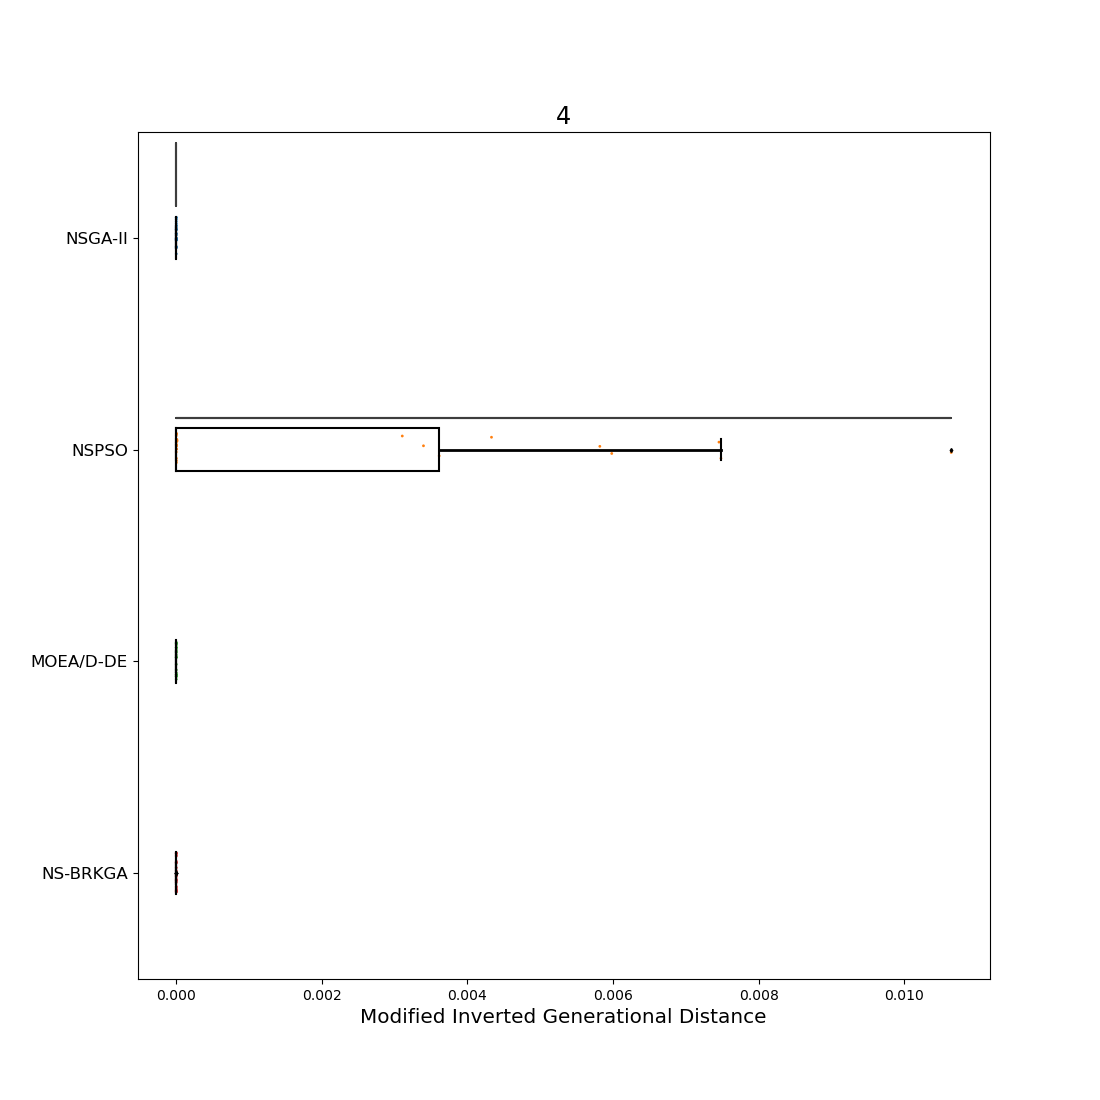 4
NSGA-II
NSPSO
MOEA/D-DE
NS-BRKGA
0.000 0.002 0.004 0.006 0.008 0.010
Modified Inverted Generational Distance